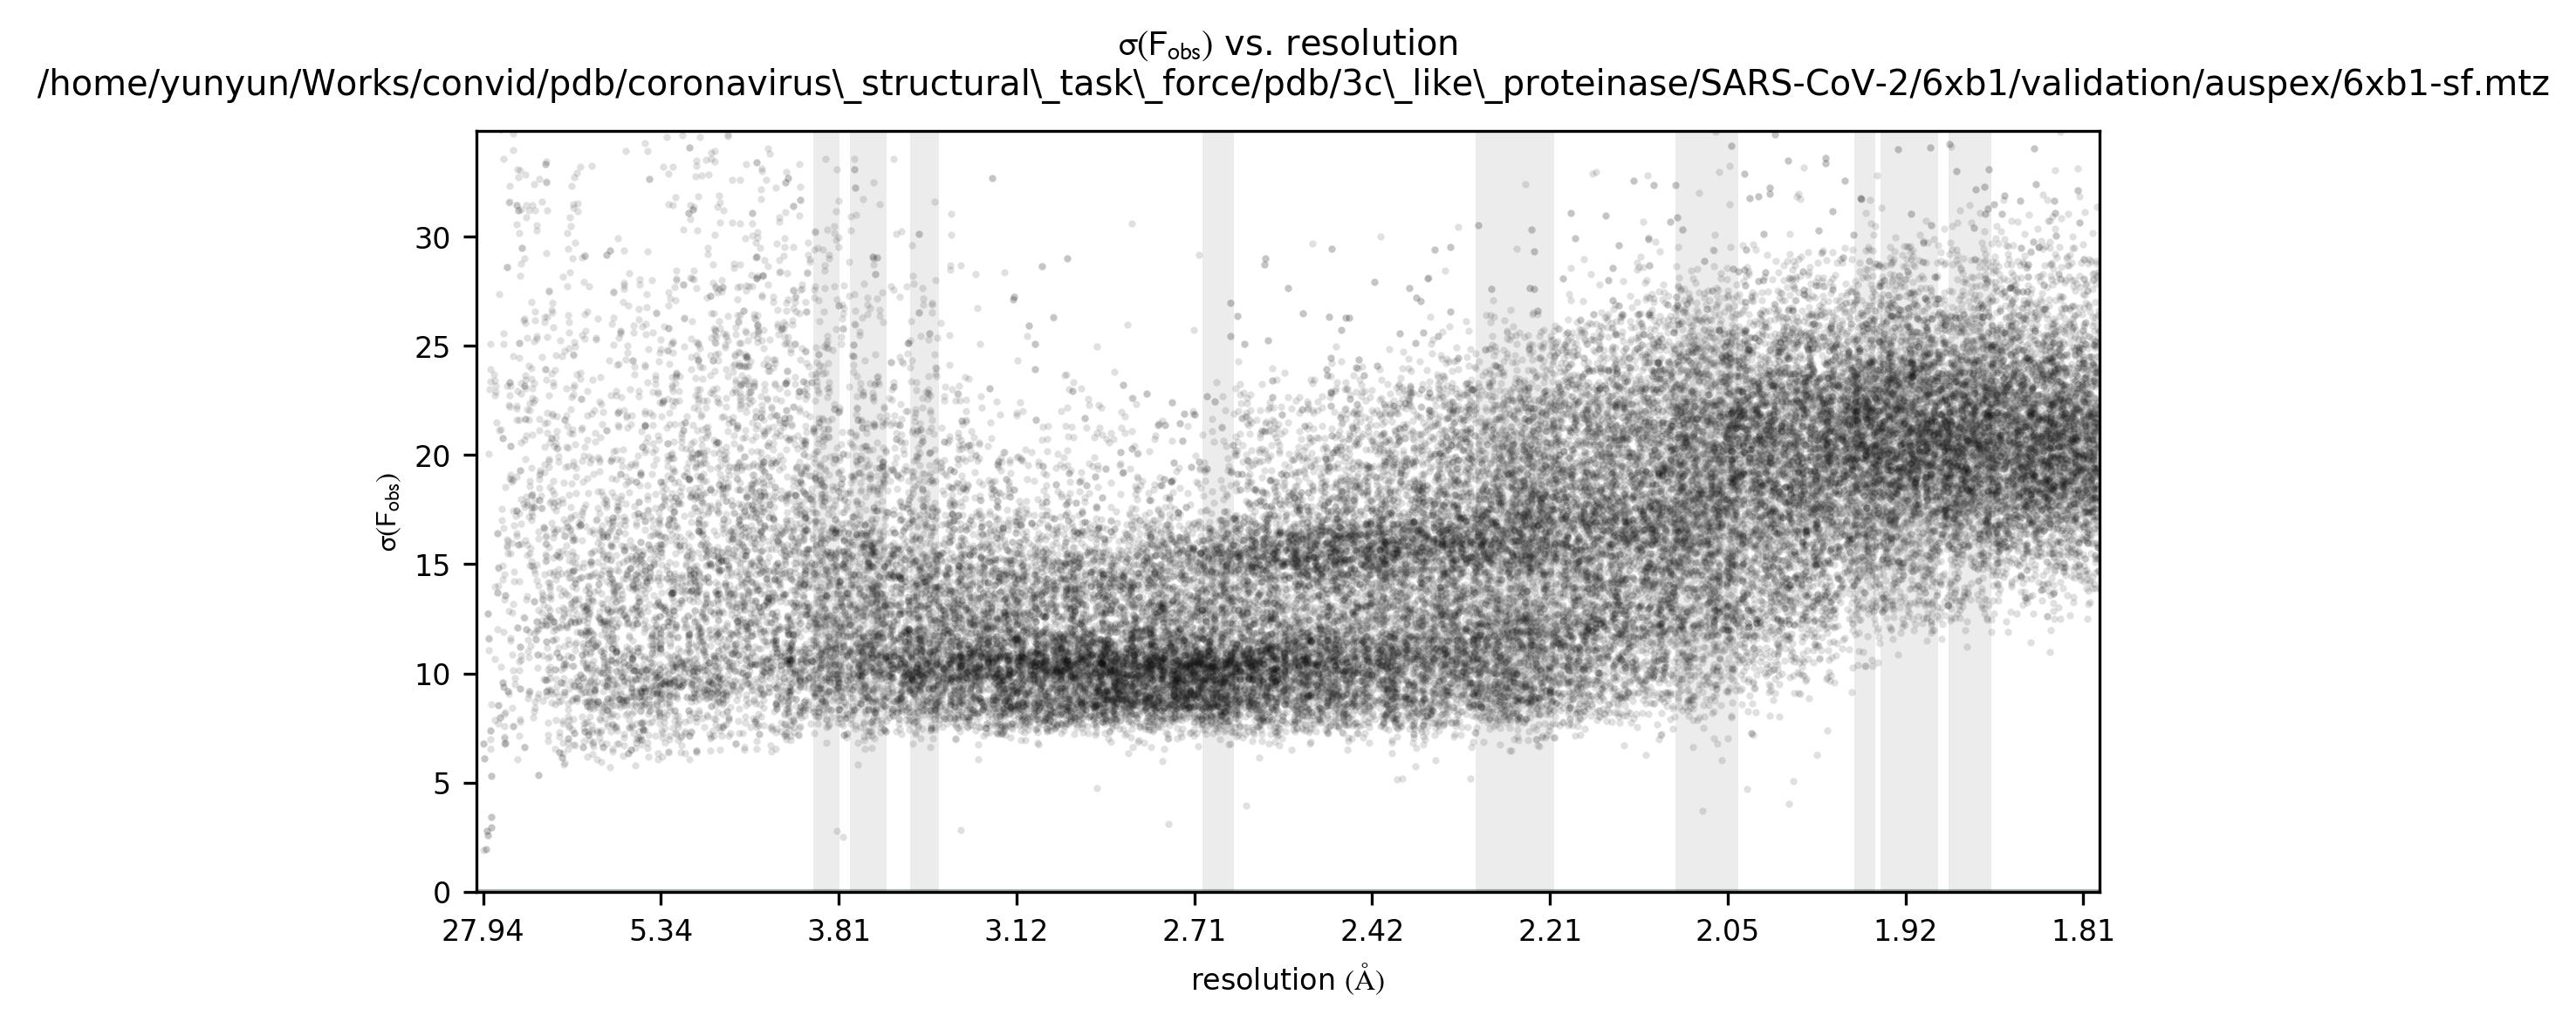 σ(Fobs) vs. resolution
/home/yunyun/Works/convid/pdb/coronavirus\_structural\_task\_force/pdb/3c\_like\_proteinase/SARS-CoV-2/6xb1/validation/auspex/6xb1-sf.mtz
σ(Fobs)
30
25
20
15
10
5
0
27.94 5.34 3.81 3.12 2.71 2.42 2.21 2.05 1.92 1.81
resolution (Å)